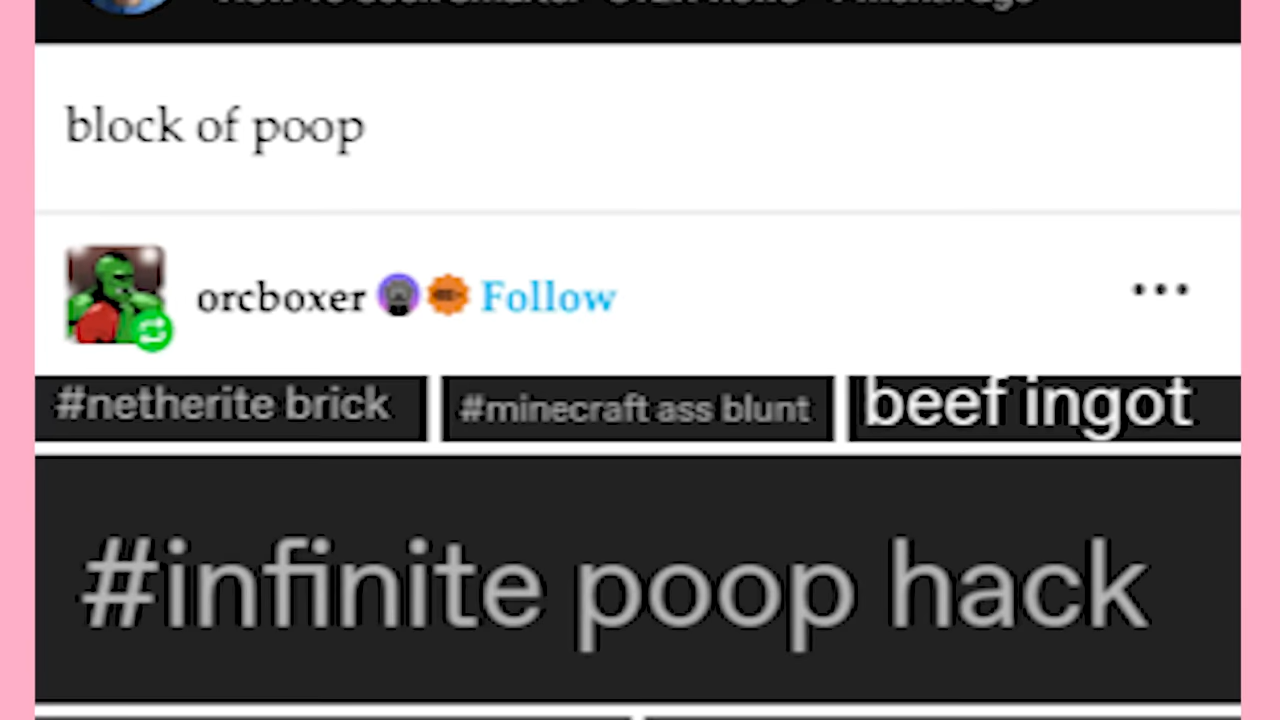 block of poop
orcboxer Follow
#netherite brick
#minecraft ass blunt
beef ingot
#infinite poop hack